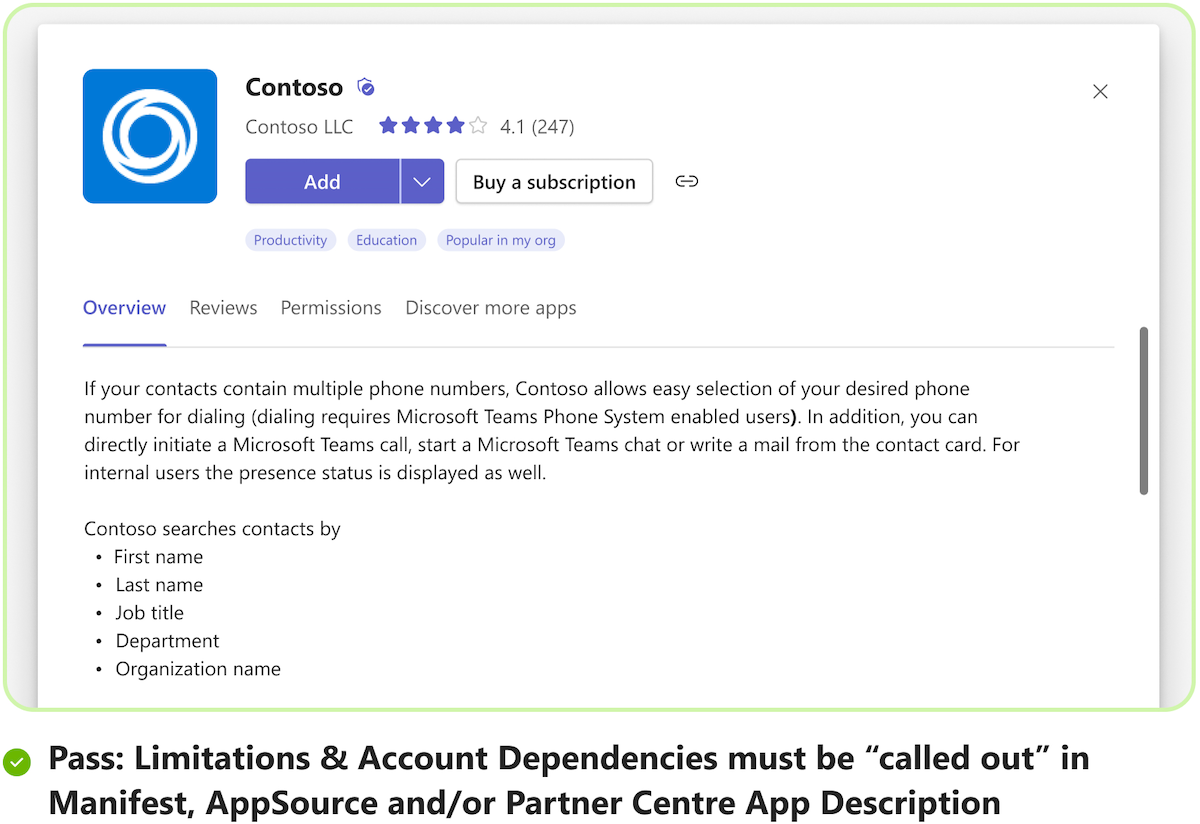 Contoso
Contoso LLC 4.1 (247)
Add Buy a subscription
Productivity Education Popular in my org
Overview Reviews Permissions Discover more apps
If your contacts contain multiple phone numbers, Contoso allows easy selection of your desired phone
number for dialing (dialing requires Microsoft Teams Phone System enabled users). In addition, you can
directly initiate a Microsoft Teams call, start a Microsoft Teams chat or write a mail from the contact card. For
internal users the presence status is displayed as well.
Contoso searches contacts by
• First name
• Last name
• Job title
• Department
• Organization name
Pass: Limitations & Account Dependencies must be “called out” in
Manifest, AppSource and/or Partner Centre App Description